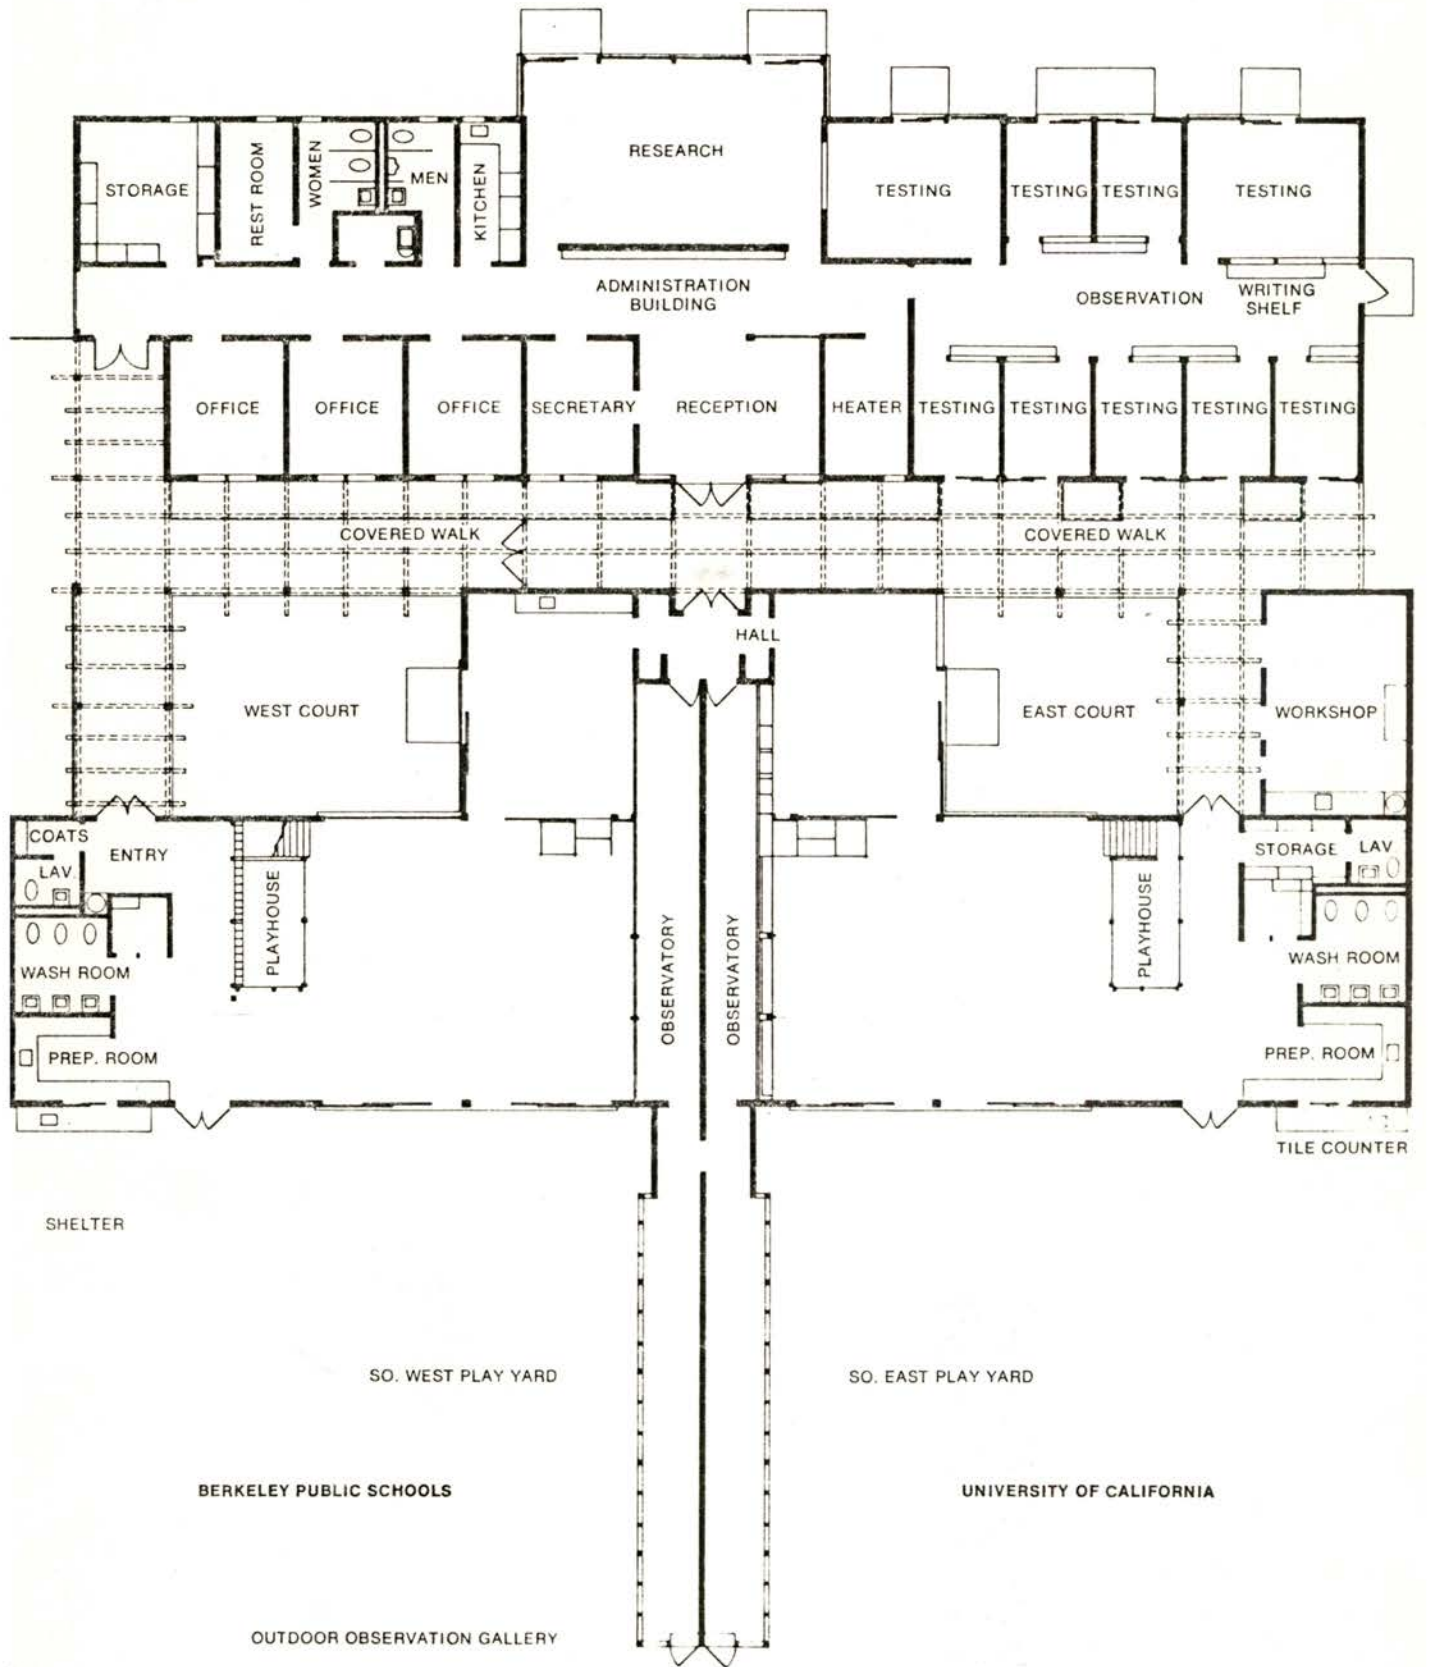 RESEARCH
STORAGE
REST ROOM
WOMEN
MEN
KITCHEN
TESTING
TESTING
TESTING
TESTING
ADMINISTRATION
BUILDING
OBSERVATION
WRITING
SHELF
OFFICE
OFFICE
OFFICE
SECRETARY
RECEPTION
HEATER
TESTING
TESTING
TESTING
TESTING
TESTING
COVERED WALK
COVERED WALK
HALL
WEST COURT
EAST COURT
WORKSHOP
COATS
ENTRY
LAV.
STORAGE
LAV
PLAYHOUSE
OBSERVATORY
OBSERVATORY
PLAYHOUSE
WASH ROOM
WASH ROOM
PREP. ROOM
PREP. ROOM
TILE COUNTER
SHELTER
SO. WEST PLAY YARD
SO. EAST PLAY YARD
BERKELEY PUBLIC SCHOOLS
UNIVERSITY OF CALIFORNIA
OUTDOOR OBSERVATION GALLERY